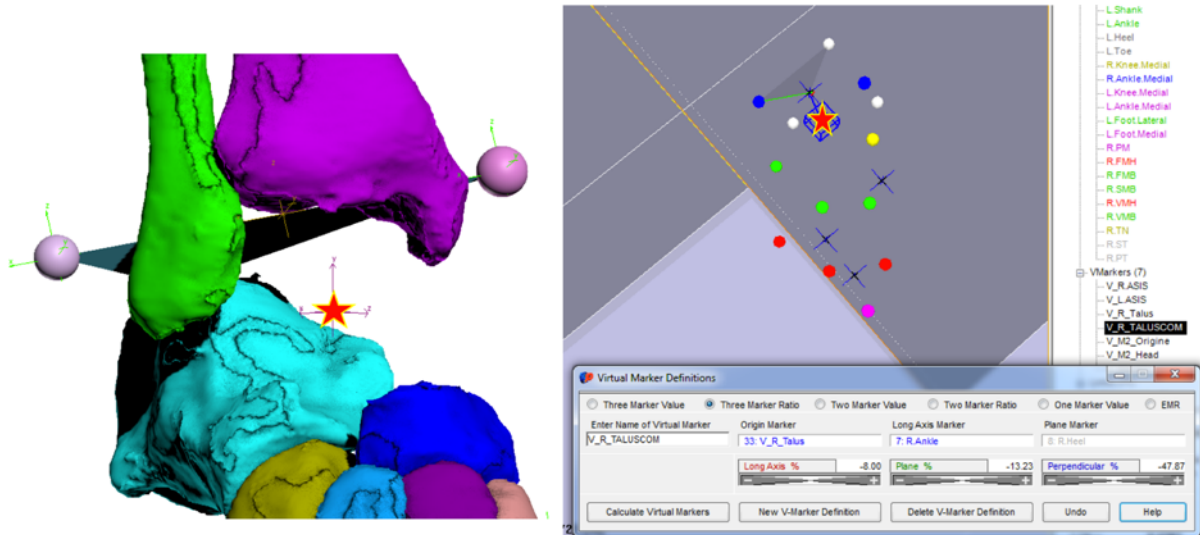 z
z
z
y
x
z
x
L.Shank
L.Ankle
L.Heel
L.Toe
R.Knee.Medial
R.Ankle.Medial
L.Knee.Medial
L.Ankle.Medial
L.Foot.Lateral
L.Foot.Medial
R.PM
R.FMH
R.FMB
R.SMB
R.VMH
R.VMB
R.TN
R.ST
R.PT
VMarkers (7)
V_R.ASIS
V_L.ASIS
V_R_Talus
V_R_TALUSCOM
V_M2_Origine
V_M2_Head
Virtual Marker Definitions
Three Marker Value Three Marker Ratio Two Marker Value Two Marker Ratio One Marker Value EMR
Enter Name of Virtual Marker Origin Marker Long Axis Marker Plane Marker
V_R_TALUSCOM 33: V_R_Talus 7: R.Ankle 8: R.Heel
Long Axis % -8.00 Plane % -13.23 Perpendicular % -47.87
Calculate Virtual Markers New V-Marker Definition Delete V-Marker Definition Undo Help